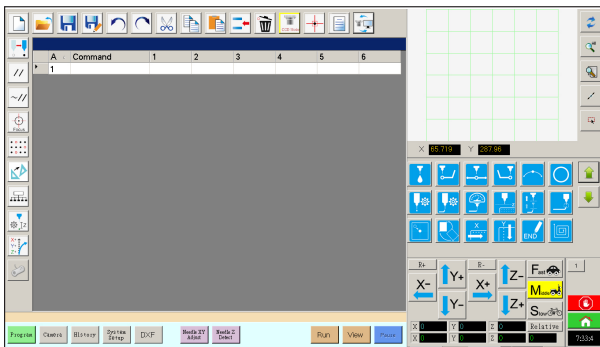 A Command 1 2 3 4 5 6
1
//
~//
Focus
X 65.719 Y 287.96
END
R+ R- 1
X- Y+ X+ Z- Fast
Y- Z+ Mode
Slow
X 0 Y 0 Z 0 Relative
X 0 Y 0 Z 0 0
Program Camera History System Setup DXF Needle XY Adjust Needle Z Detect Run View 7:33:4